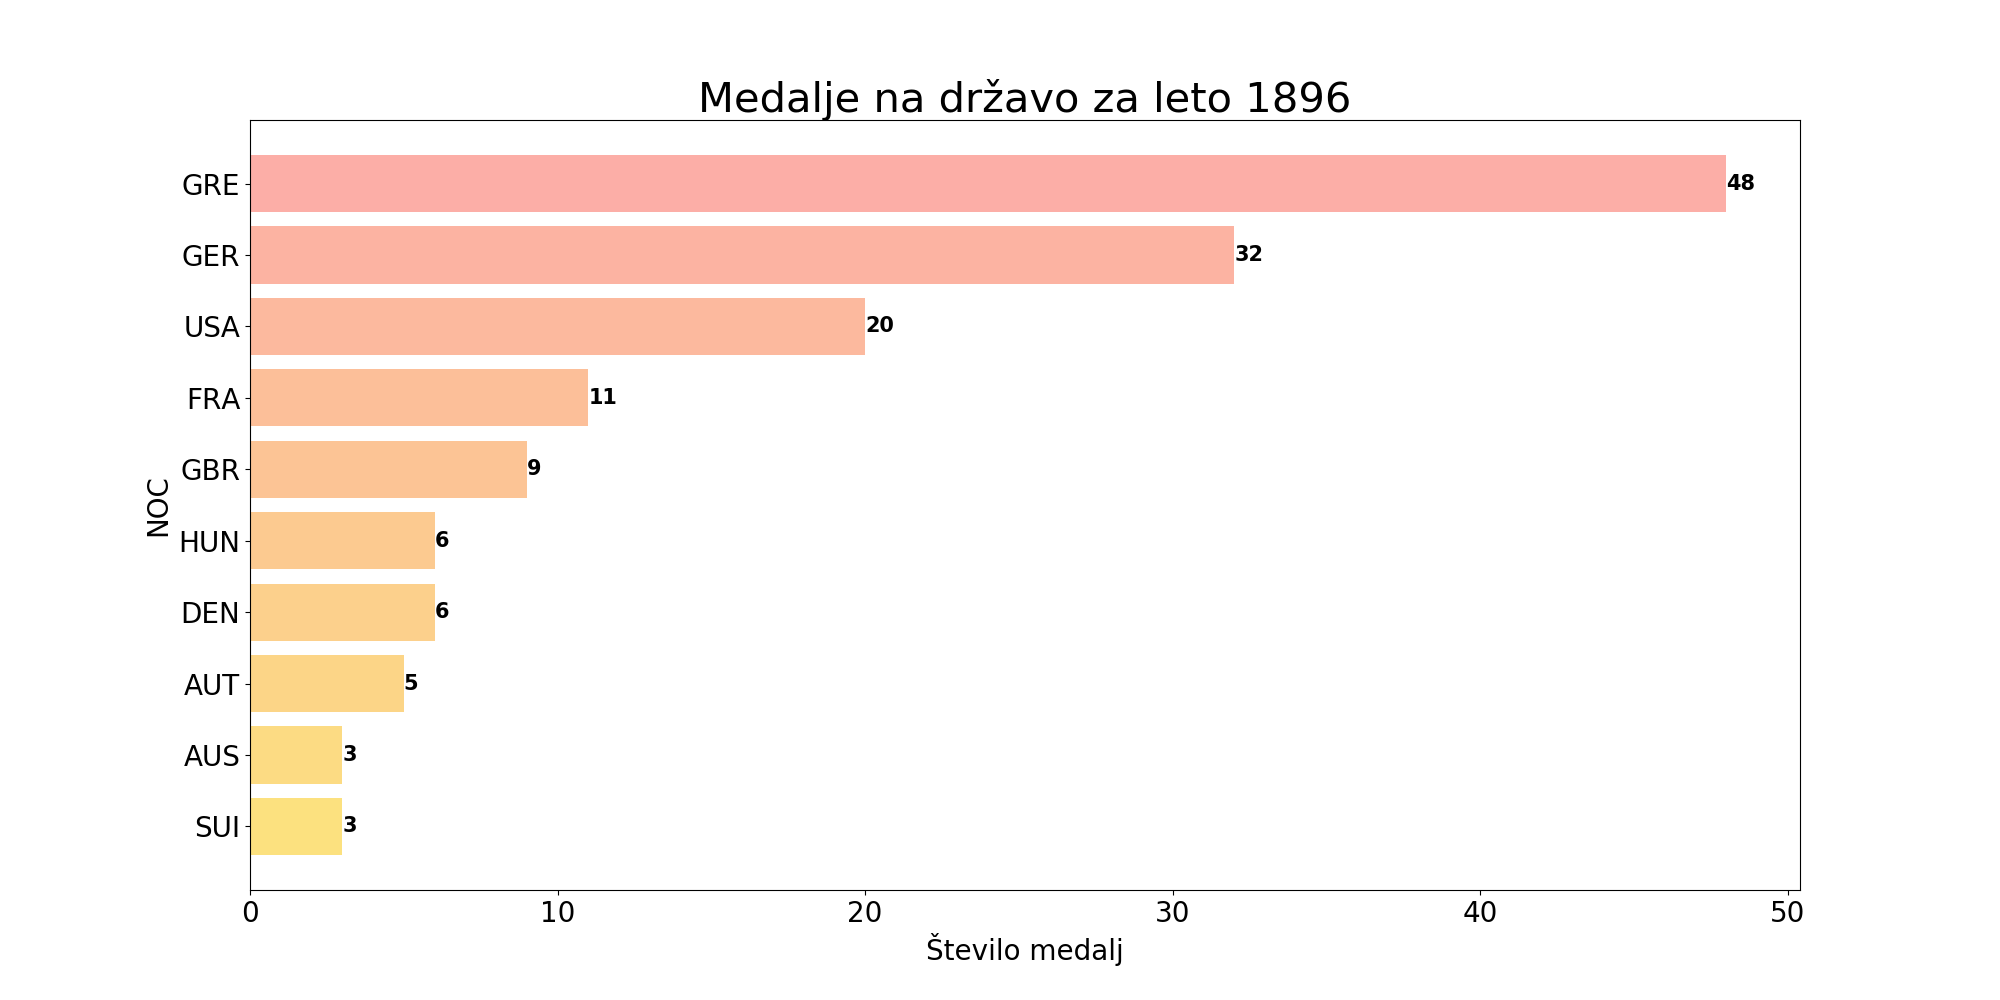 Medalje na državo za leto 1896
NOC
GRE 48
GER 32
USA 20
FRA 11
GBR 9
HUN 6
DEN 6
AUT 5
AUS 3
SUI 3
0 10 20 30 40 50
Število medalj